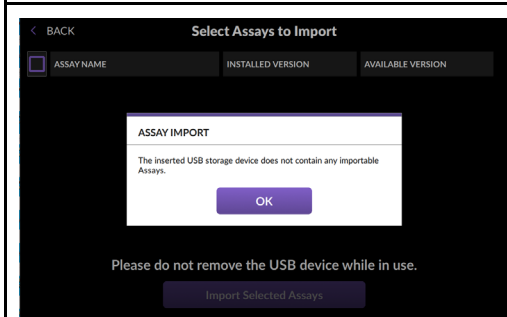 < BACK Select Assays to Import
ASSAY NAME INSTALLED VERSION AVAILABLE VERSION
ASSAY IMPORT
The inserted USB storage device does not contain any importable
Assays.
OK
Please do not remove the USB device while in use.
Import Selected Assays